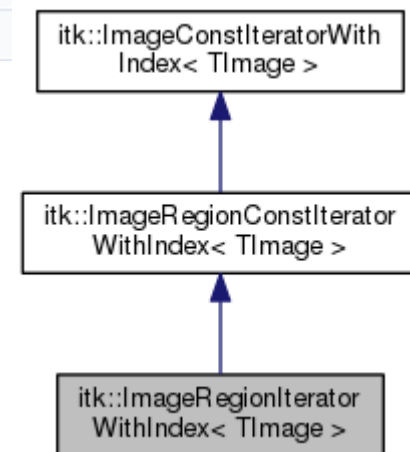 itk::ImageConstIteratorWith
Index< TImage >
itk::ImageRegionConstIterator
WithIndex< TImage >
itk::ImageRegionIterator
WithIndex< TImage >